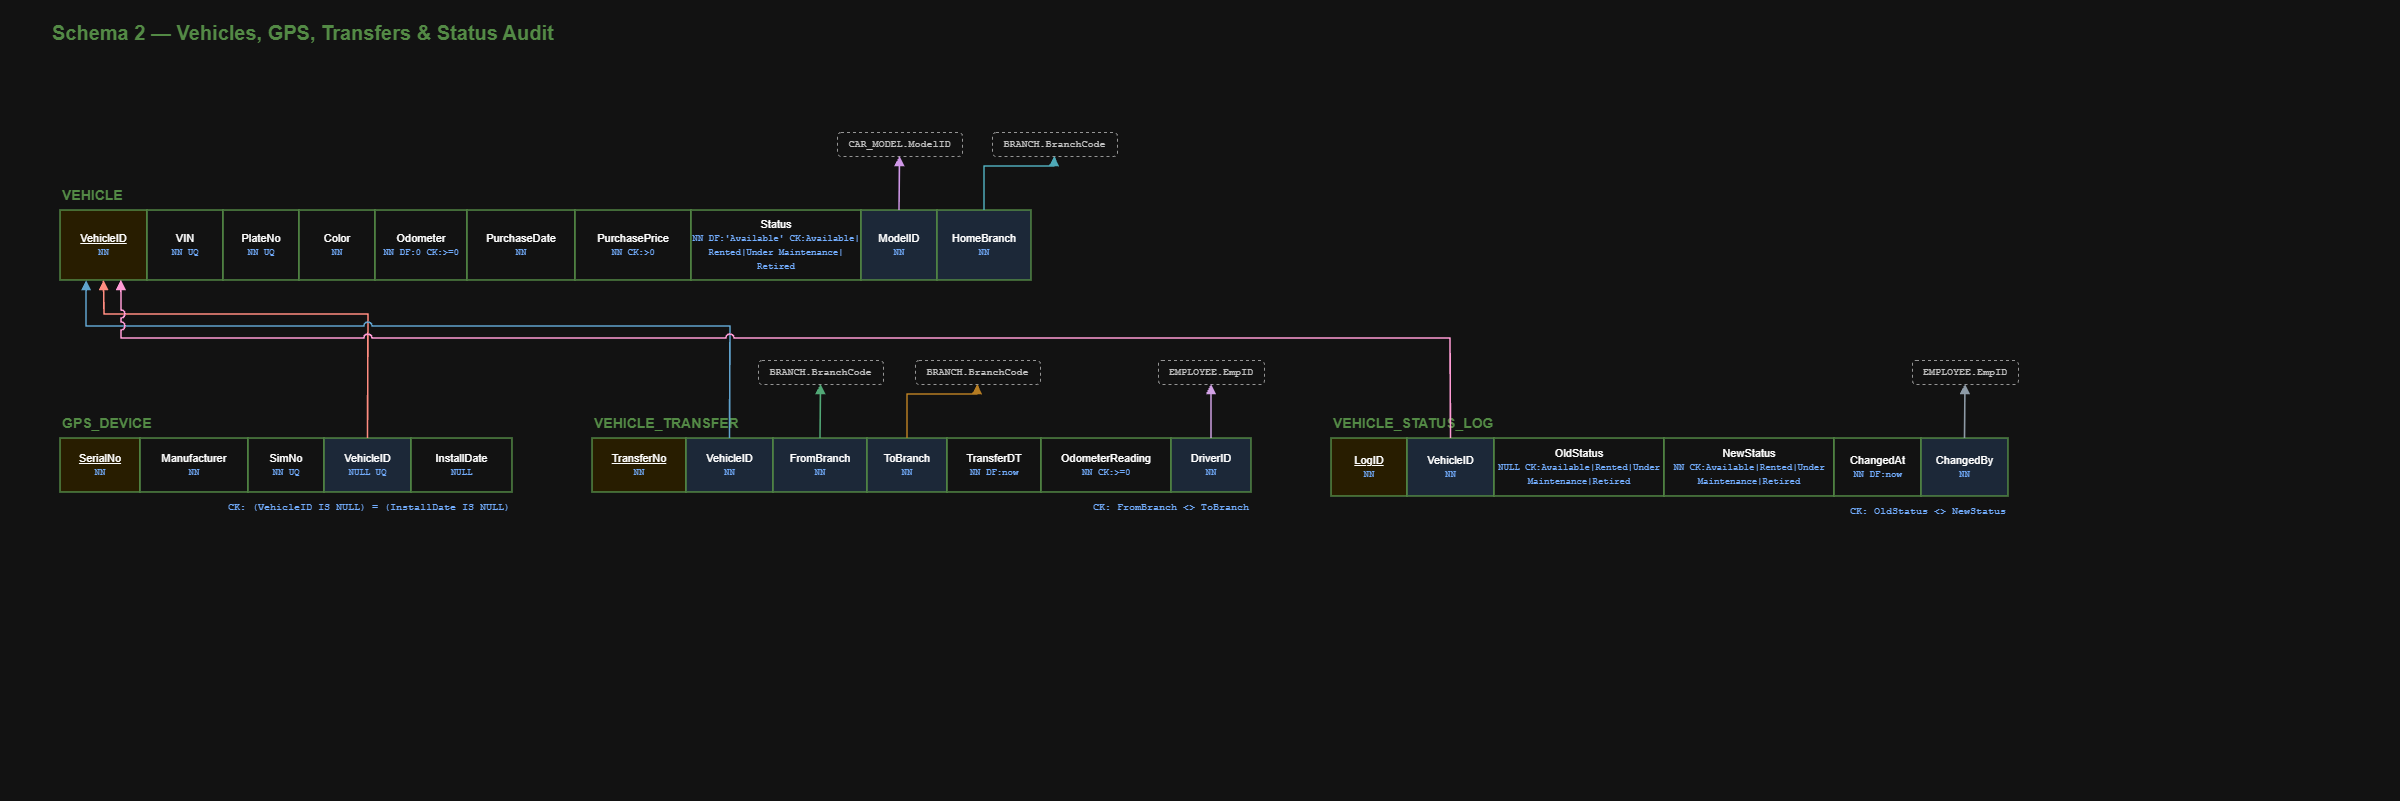 Schema 2 — Vehicles, GPS, Transfers & Status Audit
CAR_MODEL.ModelID
BRANCH.BranchCode
VEHICLE
VehicleID
NN
VIN
NN UQ
PlateNo
NN UQ
Color
NN
Odometer
NN DF:0 CK:>=0
PurchaseDate
NN
PurchasePrice
NN CK:>0
Status
NN DF:'Available' CK:Available|
Rented|Under Maintenance|
Retired
ModelID
NN
HomeBranch
NN
BRANCH.BranchCode
BRANCH.BranchCode
EMPLOYEE.EmpID
EMPLOYEE.EmpID
GPS_DEVICE
SerialNo
NN
Manufacturer
NN
SimNo
NN UQ
VehicleID
NULL UQ
InstallDate
NULL
CK: (VehicleID IS NULL) = (InstallDate IS NULL)
VEHICLE_TRANSFER
TransferNo
NN
VehicleID
NN
FromBranch
NN
ToBranch
NN
TransferDT
NN DF:now
OdometerReading
NN CK:>=0
DriverID
NN
CK: FromBranch <> ToBranch
VEHICLE_STATUS_LOG
LogID
NN
VehicleID
NN
OldStatus
NULL CK:Available|Rented|Under
Maintenance|Retired
NewStatus
NN CK:Available|Rented|Under
Maintenance|Retired
ChangedAt
NN DF:now
ChangedBy
NN
CK: OldStatus <> NewStatus